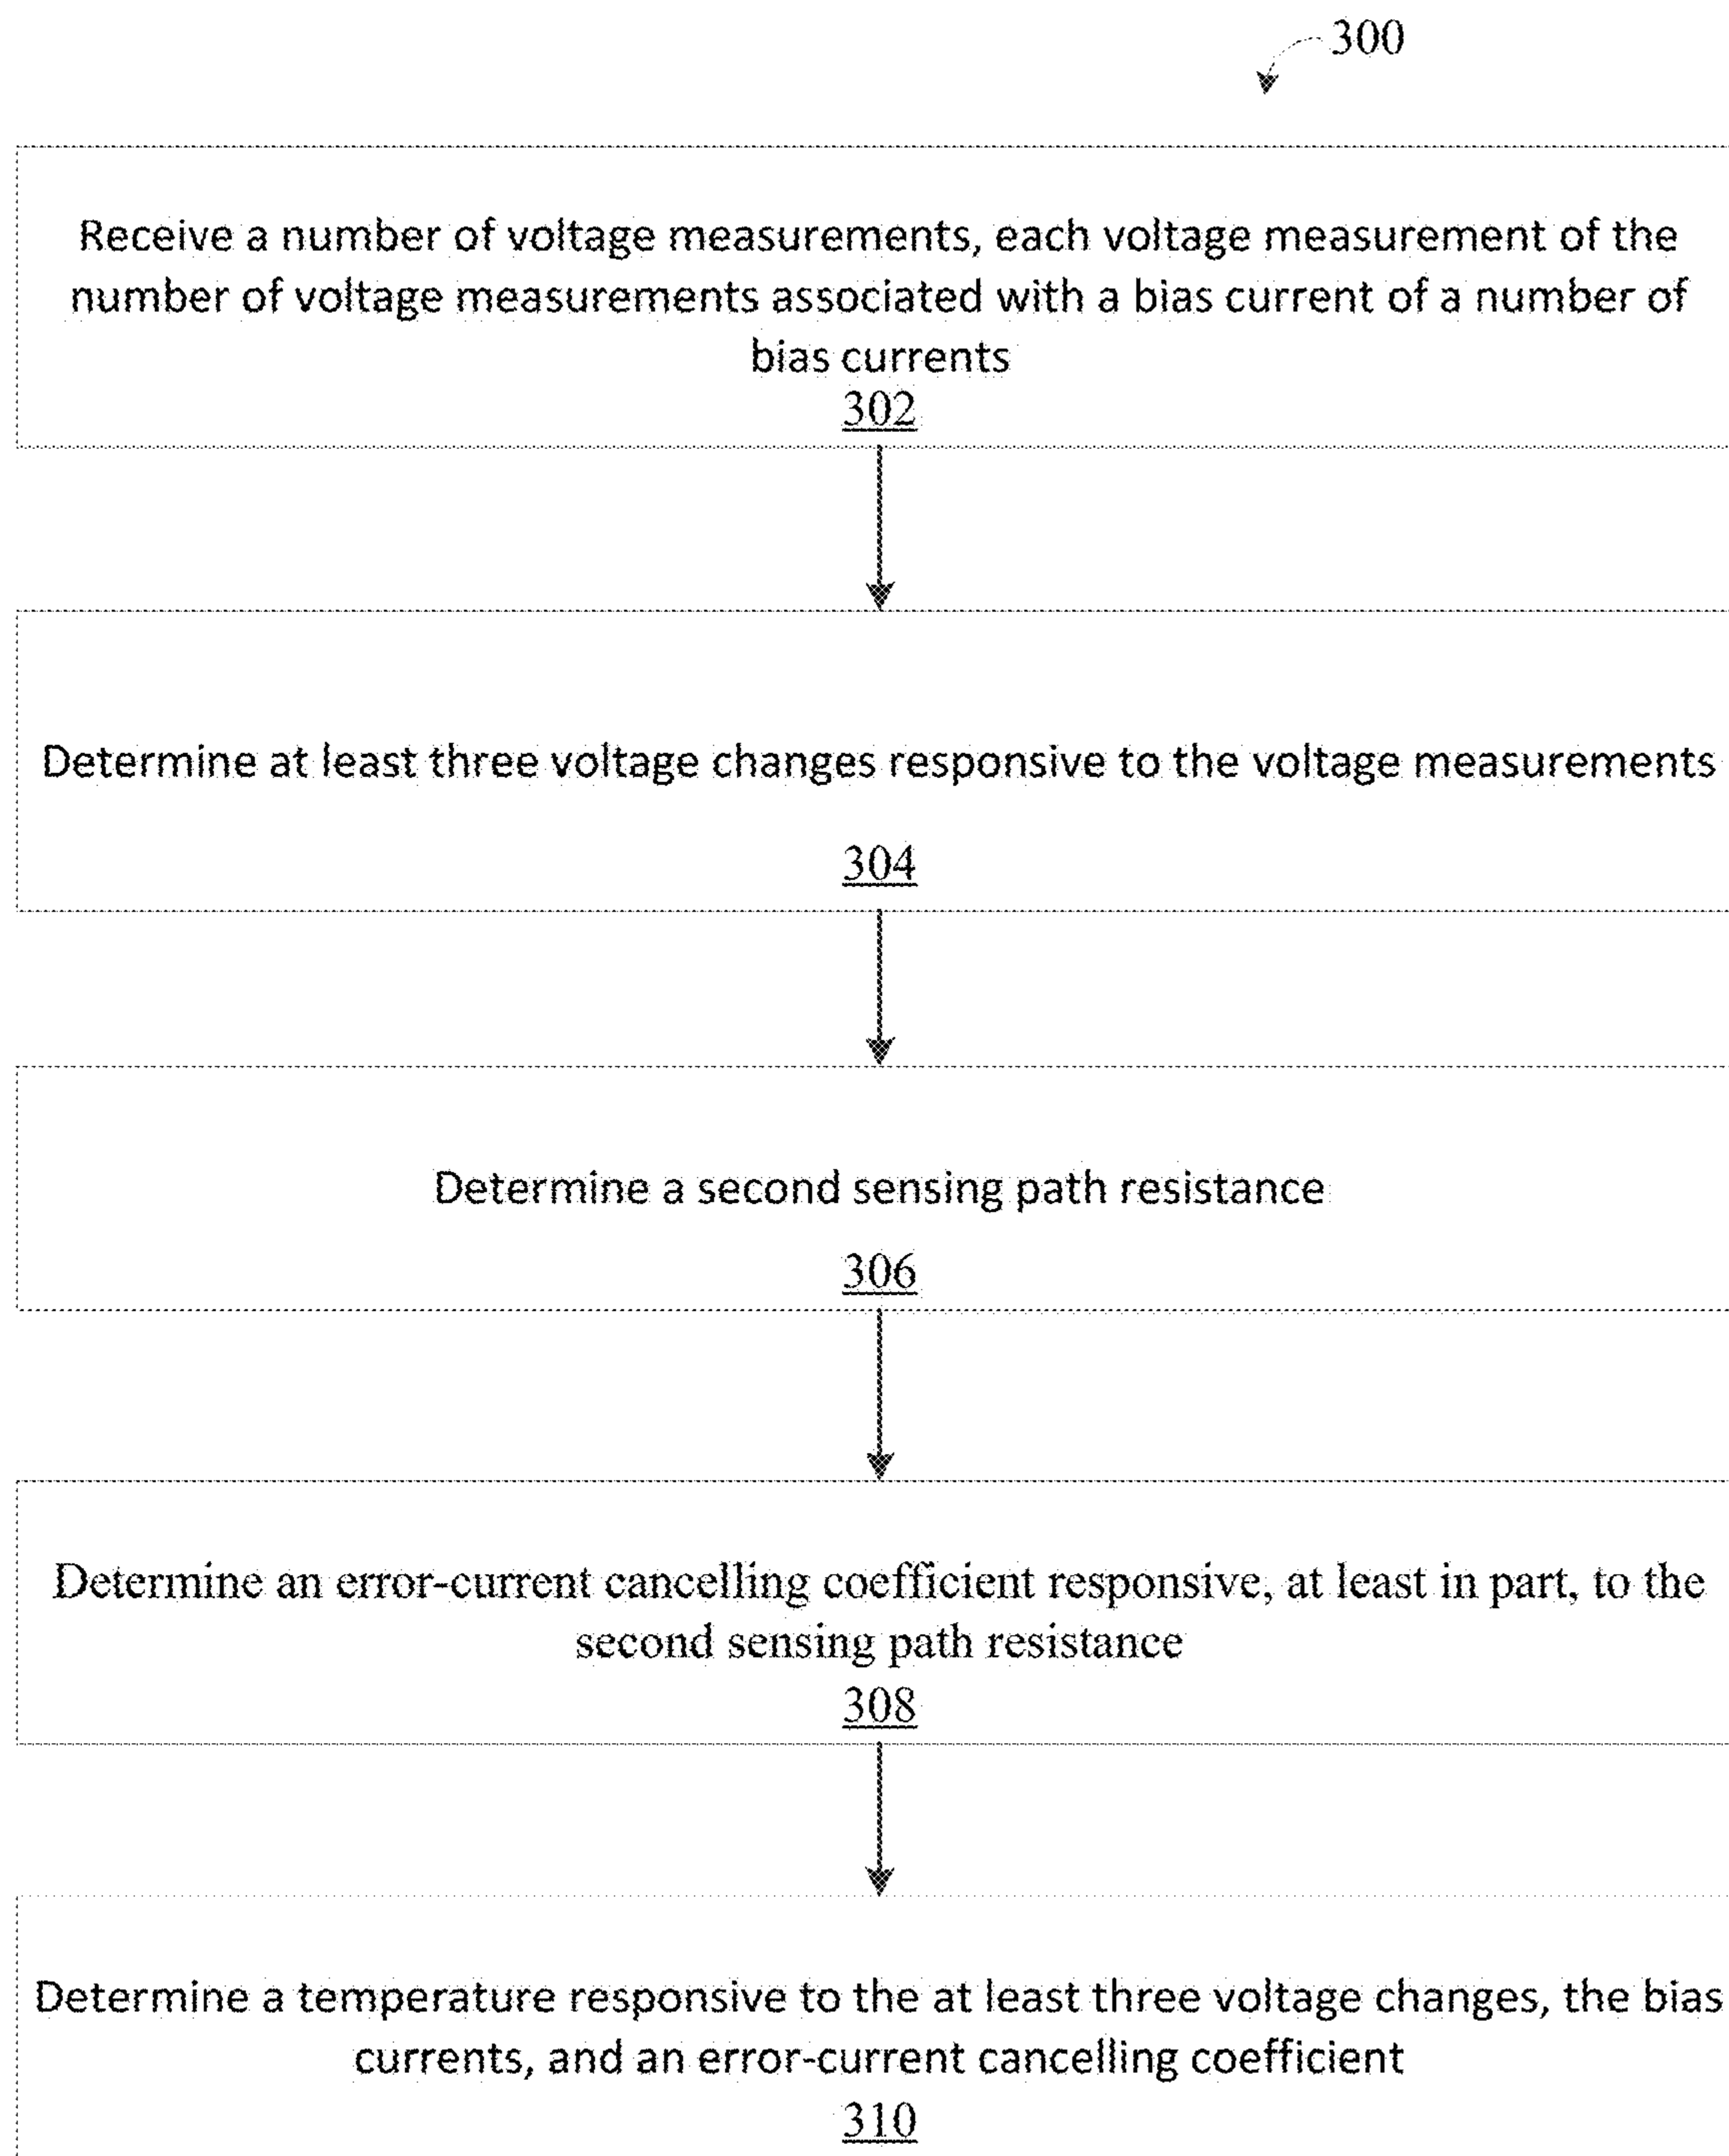 300
Receive a number of voltage measurements, each voltage measurement of the
number of voltage measurements associated with a bias current of a number of
bias currents
302
Determine at least three voltage changes responsive to the voltage measurements
304
Determine a second sensing path resistance
306
Determine an error-current cancelling coefficient responsive, at least in part, to the
second sensing path resistance
308
Determine a temperature responsive to the at least three voltage changes, the bias
currents, and an error-current cancelling coefficient
310